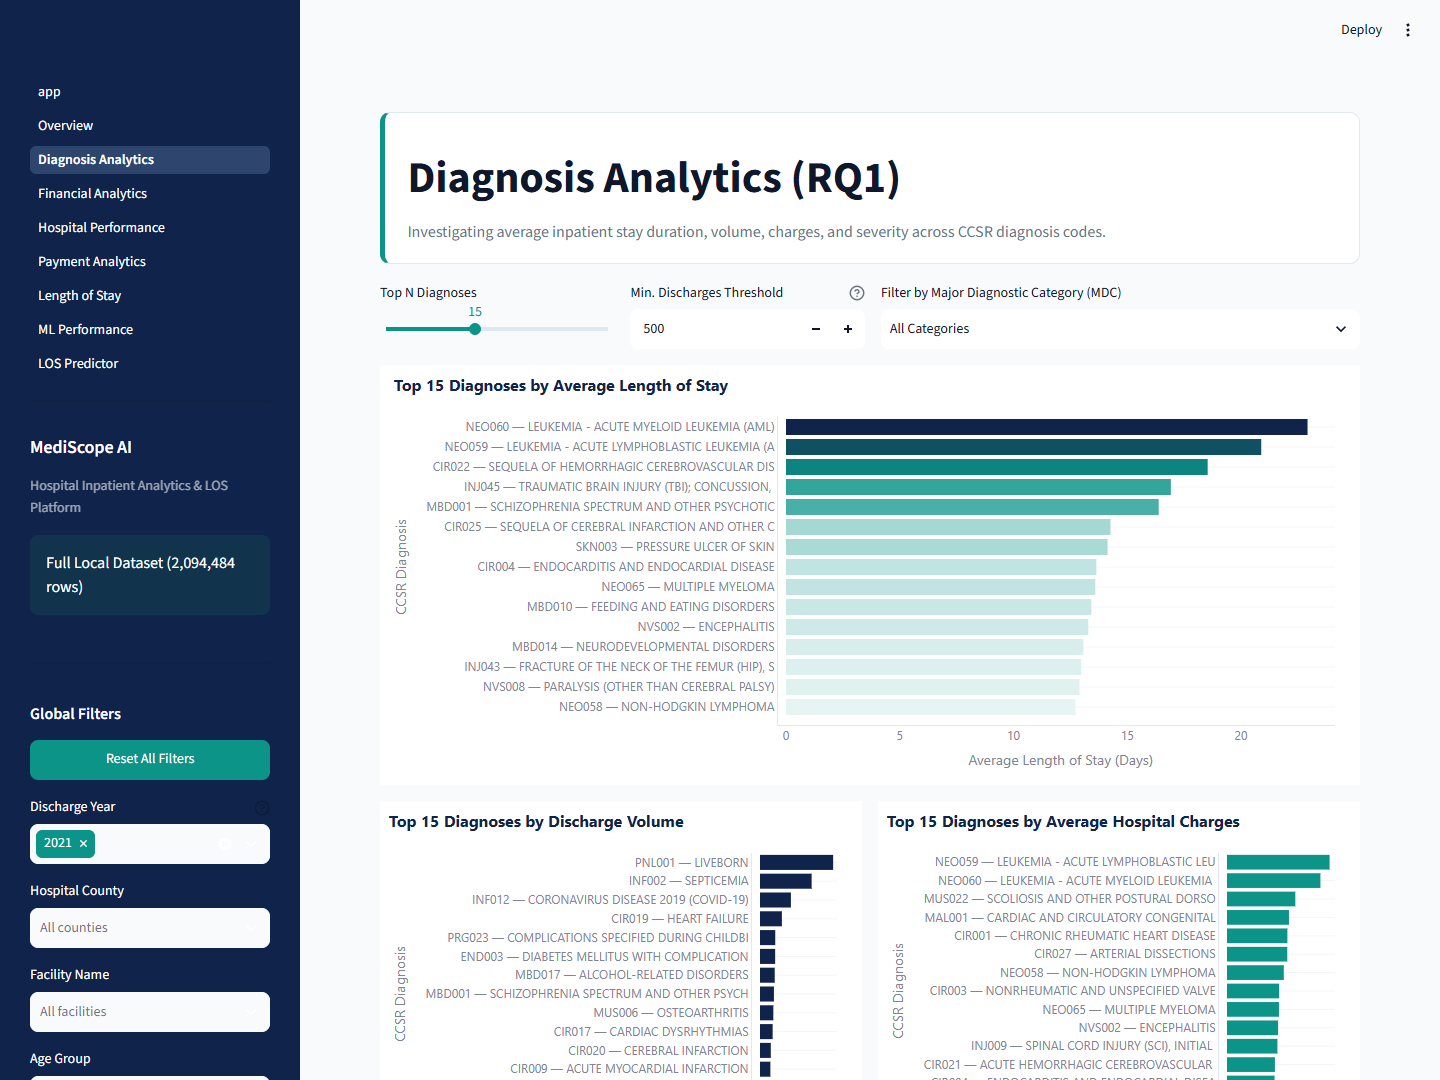 Deploy
app
Overview
Diagnosis Analytics
Financial Analytics
Hospital Performance
Payment Analytics
Length of Stay
ML Performance
LOS Predictor
MediScope AI
Hospital Inpatient Analytics & LOS
Platform
Full Local Dataset (2,094,484
rows)
Global Filters
Reset All Filters
Discharge Year
2021 ×
Hospital County
All counties
Facility Name
All facilities
Age Group
Diagnosis Analytics (RQ1)
Investigating average inpatient stay duration, volume, charges, and severity across CCSR diagnosis codes.
Top N Diagnoses
15
Min. Discharges Threshold
500
Filter by Major Diagnostic Category (MDC)
All Categories
Top 15 Diagnoses by Average Length of Stay
CCSR Diagnosis
NEO060 — LEUKEMIA - ACUTE MYELOID LEUKEMIA (AML)
NEO059 — LEUKEMIA - ACUTE LYMPHOBLASTIC LEUKEMIA (A
CIR022 — SEQUELA OF HEMORRHAGIC CEREBROVASCULAR DIS
INJ045 — TRAUMATIC BRAIN INJURY (TBI); CONCUSSION,
MBD001 — SCHIZOPHRENIA SPECTRUM AND OTHER PSYCHOTIC
CIR025 — SEQUELA OF CEREBRAL INFARCTION AND OTHER C
SKN003 — PRESSURE ULCER OF SKIN
CIR004 — ENDOCARDITIS AND ENDOCARDIAL DISEASE
NEO065 — MULTIPLE MYELOMA
MBD010 — FEEDING AND EATING DISORDERS
NVS002 — ENCEPHALITIS
MBD014 — NEURODEVELOPMENTAL DISORDERS
INJ043 — FRACTURE OF THE NECK OF THE FEMUR (HIP), S
NVS008 — PARALYSIS (OTHER THAN CEREBRAL PALSY)
NEO058 — NON-HODGKIN LYMPHOMA
0 5 10 15 20
Average Length of Stay (Days)
Top 15 Diagnoses by Discharge Volume
CCSR Diagnosis
PNL001 — LIVEBORN
INF002 — SEPTICEMIA
INF012 — CORONAVIRUS DISEASE 2019 (COVID-19)
CIR019 — HEART FAILURE
PRG023 — COMPLICATIONS SPECIFIED DURING CHILDBI
END003 — DIABETES MELLITUS WITH COMPLICATION
MBD017 — ALCOHOL-RELATED DISORDERS
MBD001 — SCHIZOPHRENIA SPECTRUM AND OTHER PSYCH
MUS006 — OSTEOARTHRITIS
CIR017 — CARDIAC DYSRHYTHMIAS
CIR020 — CEREBRAL INFARCTION
CIR009 — ACUTE MYOCARDIAL INFARCTION
Top 15 Diagnoses by Average Hospital Charges
CCSR Diagnosis
NEO059 — LEUKEMIA - ACUTE LYMPHOBLASTIC LEU
NEO060 — LEUKEMIA - ACUTE MYELOID LEUKEMIA
MUS022 — SCOLIOSIS AND OTHER POSTURAL DORSO
MAL001 — CARDIAC AND CIRCULATORY CONGENITAL
CIR001 — CHRONIC RHEUMATIC HEART DISEASE
CIR027 — ARTERIAL DISSECTIONS
NEO058 — NON-HODGKIN LYMPHOMA
CIR003 — NONRHEUMATIC AND UNSPECIFIED VALVE
NEO065 — MULTIPLE MYELOMA
NVS002 — ENCEPHALITIS
INJ009 — SPINAL CORD INJURY (SCI), INITIAL
CIR021 — ACUTE HEMORRHAGIC CEREBROVASCULAR